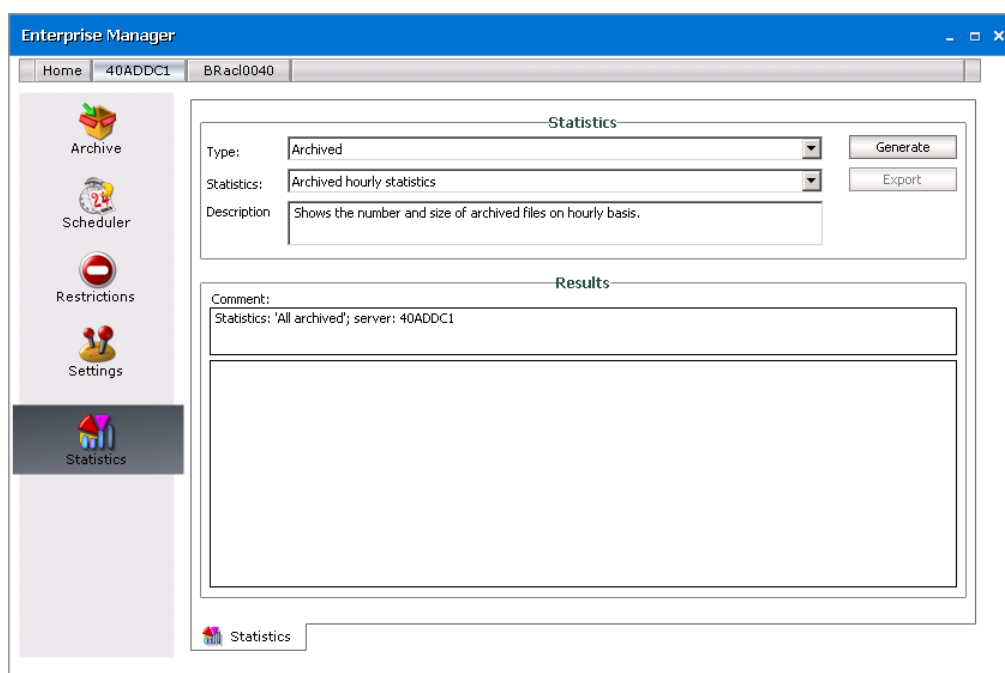 Enterprise Manager
Home 40ADDC1 BRacl0040
Archive
Scheduler
Restrictions
Settings
Statistics
Statistics
Type: Archived Generate
Statistics: Archived hourly statistics Export
Description Shows the number and size of archived files on hourly basis.
Results
Comment:
Statistics: 'All archived'; server: 40ADDC1
Statistics